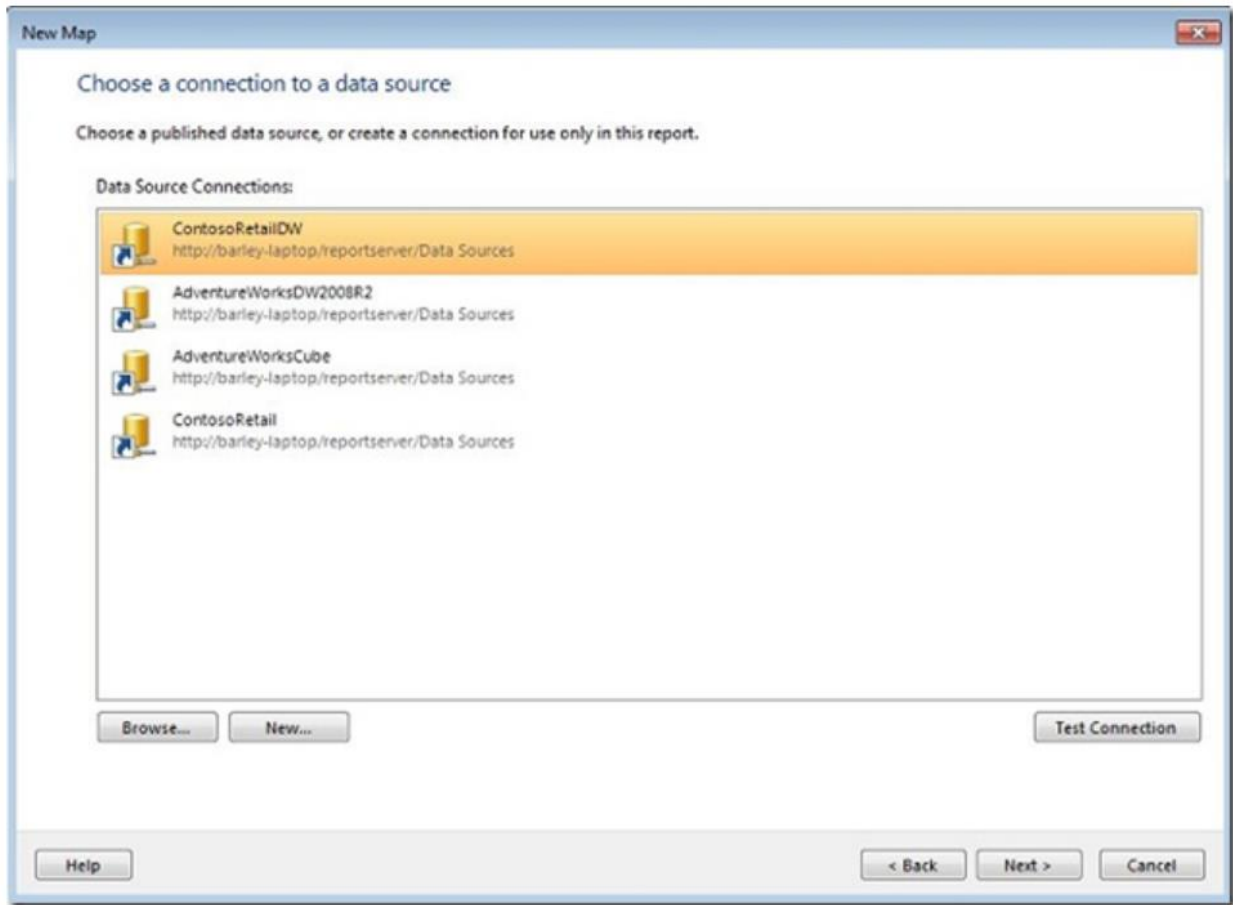 New Map
Choose a connection to a data source
Choose a published data source, or create a connection for use only in this report.
Data Source Connections:
ContosoRetailDW
http://barley-laptop/reportserver/Data Sources
AdventureWorksDW2008R2
http://barley-laptop/reportserver/Data Sources
AdventureWorksCube
http://barley-laptop/reportserver/Data Sources
ContosoRetail
http://barley-laptop/reportserver/Data Sources
Browse... New... Test Connection
Help < Back Next > Cancel